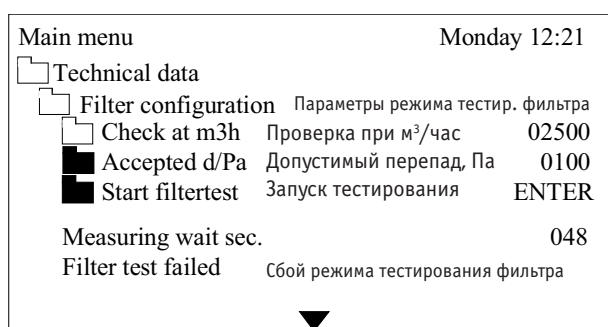 Main menu Monday 12:21
Technical data
Filter configuration Параметры режима тестир. фильтра
Check at m3h Проверка при м³/час 02500
Accepted d/Pa Допустимый перепад, Па 0100
Start filtertest Запуск тестирования ENTER
Measuring wait sec. 048
Filter test failed Сбой режима тестирования фильтра